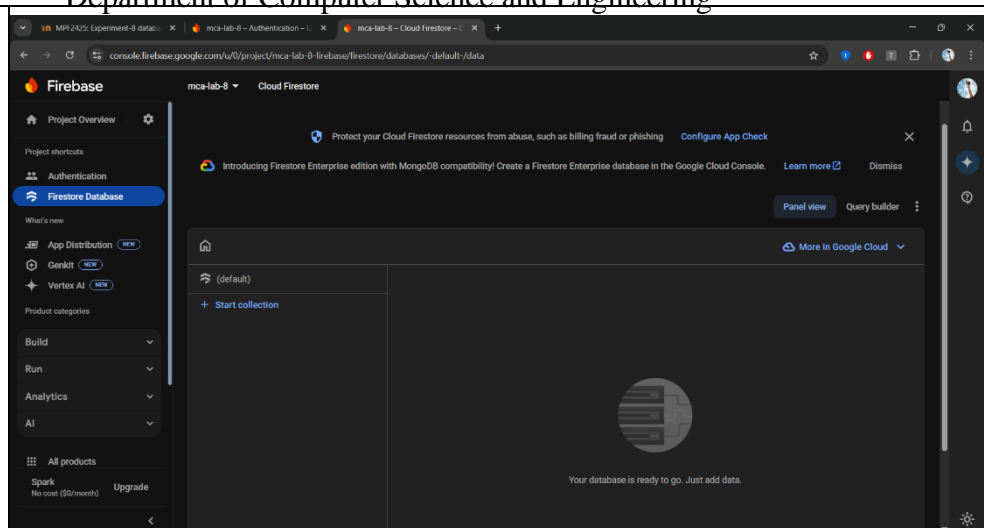 Department of Computer Science and Engineering
MPF2425: Experiment-8 databa
mca-lab-8 – Authentication – U
mca-lab-8 – Cloud Firestore – 
console.firebase.google.com/u/0/project/mca-lab-8-firebase/firestore/databases/-default-/data
Firebase
mca-lab-8
Cloud Firestore
Project Overview
Protect your Cloud Firestore resources from abuse, such as billing fraud or phishing
Configure App Check
Project shortcuts
Introducing Firestore Enterprise edition with MongoDB compatibility! Create a Firestore Enterprise database in the Google Cloud Console.
Learn more
Dismiss
Authentication
Firestore Database
Panel view
Query builder
What's new
App Distribution NEW
Genkit NEW
Vertex AI NEW
More in Google Cloud
(default)
+ Start collection
Product categories
Build
Run
Analytics
AI
All products
Spark
No cost ($0/month)
Upgrade
Your database is ready to go. Just add data.